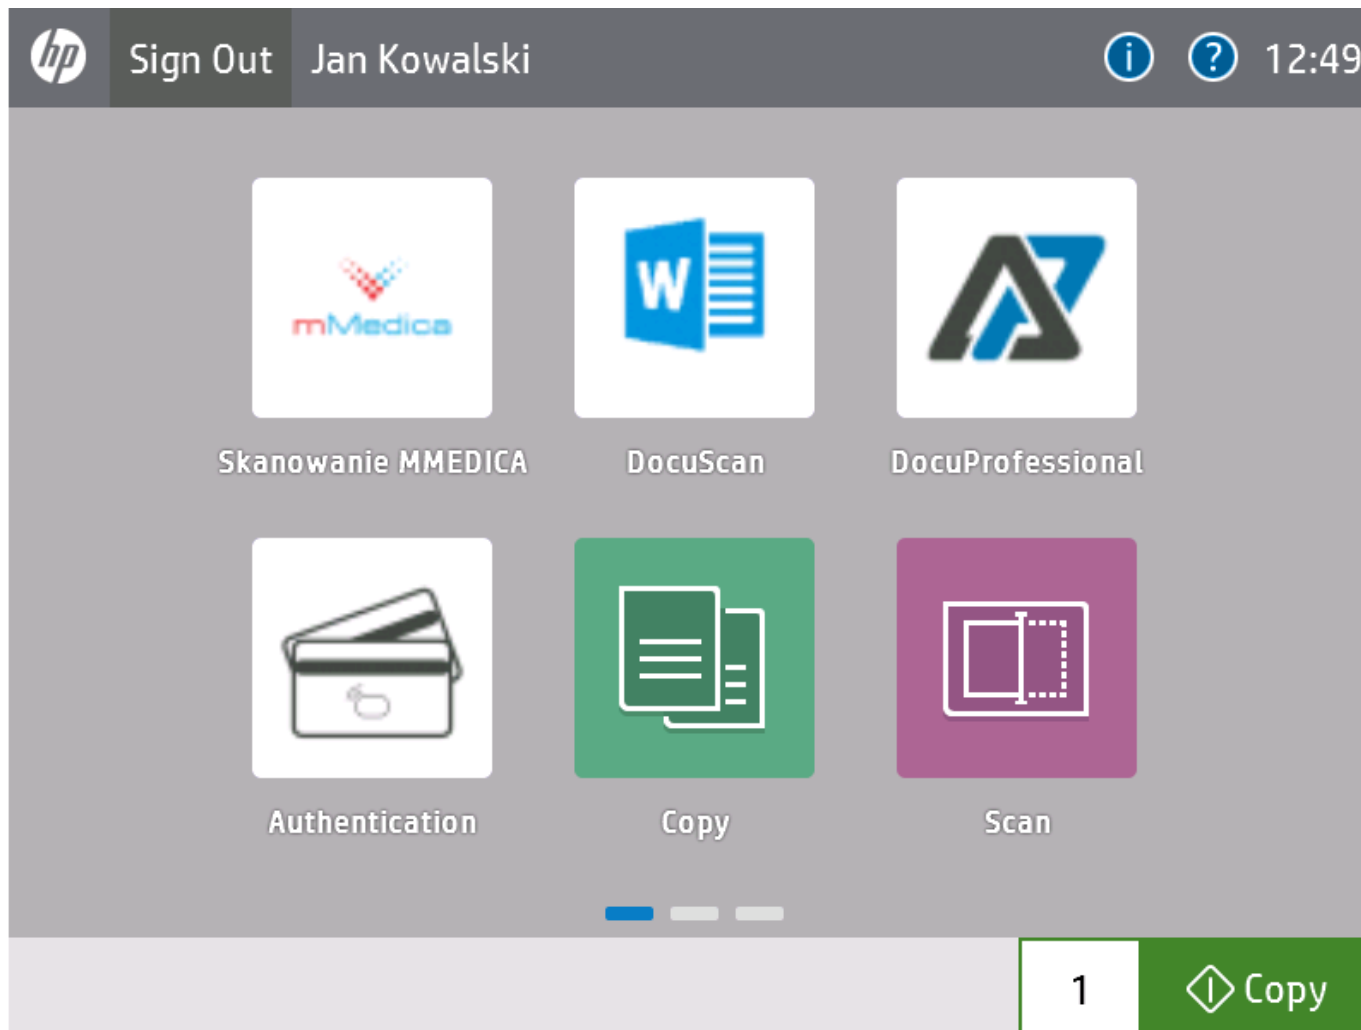 hp Sign Out Jan Kowalski i ? 12:49
mMedica W
Skanowanie MMEDICA DocuScan DocuProfessional
Authentication Copy Scan
1 Copy